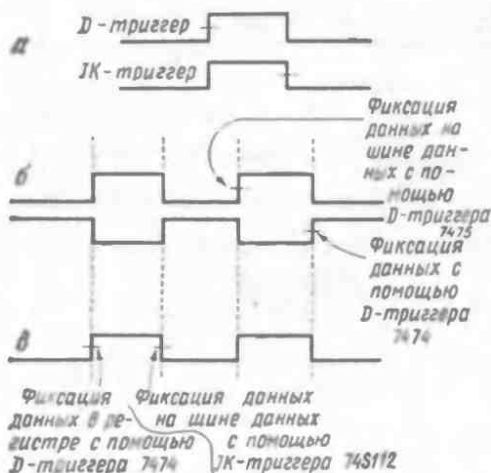 а
D-триггер
JK-триггер
Фиксация
данных на
шине дан-
ных с по-
мощью
D-триггера
7475
б
Фиксация
данных с
помощью
D-триггера
7474
в
Фиксация
данных в ре-
гистре с помощью
D-триггера 7474
Фиксация данных
на шине данных
с помощью
JK-триггера 74S112